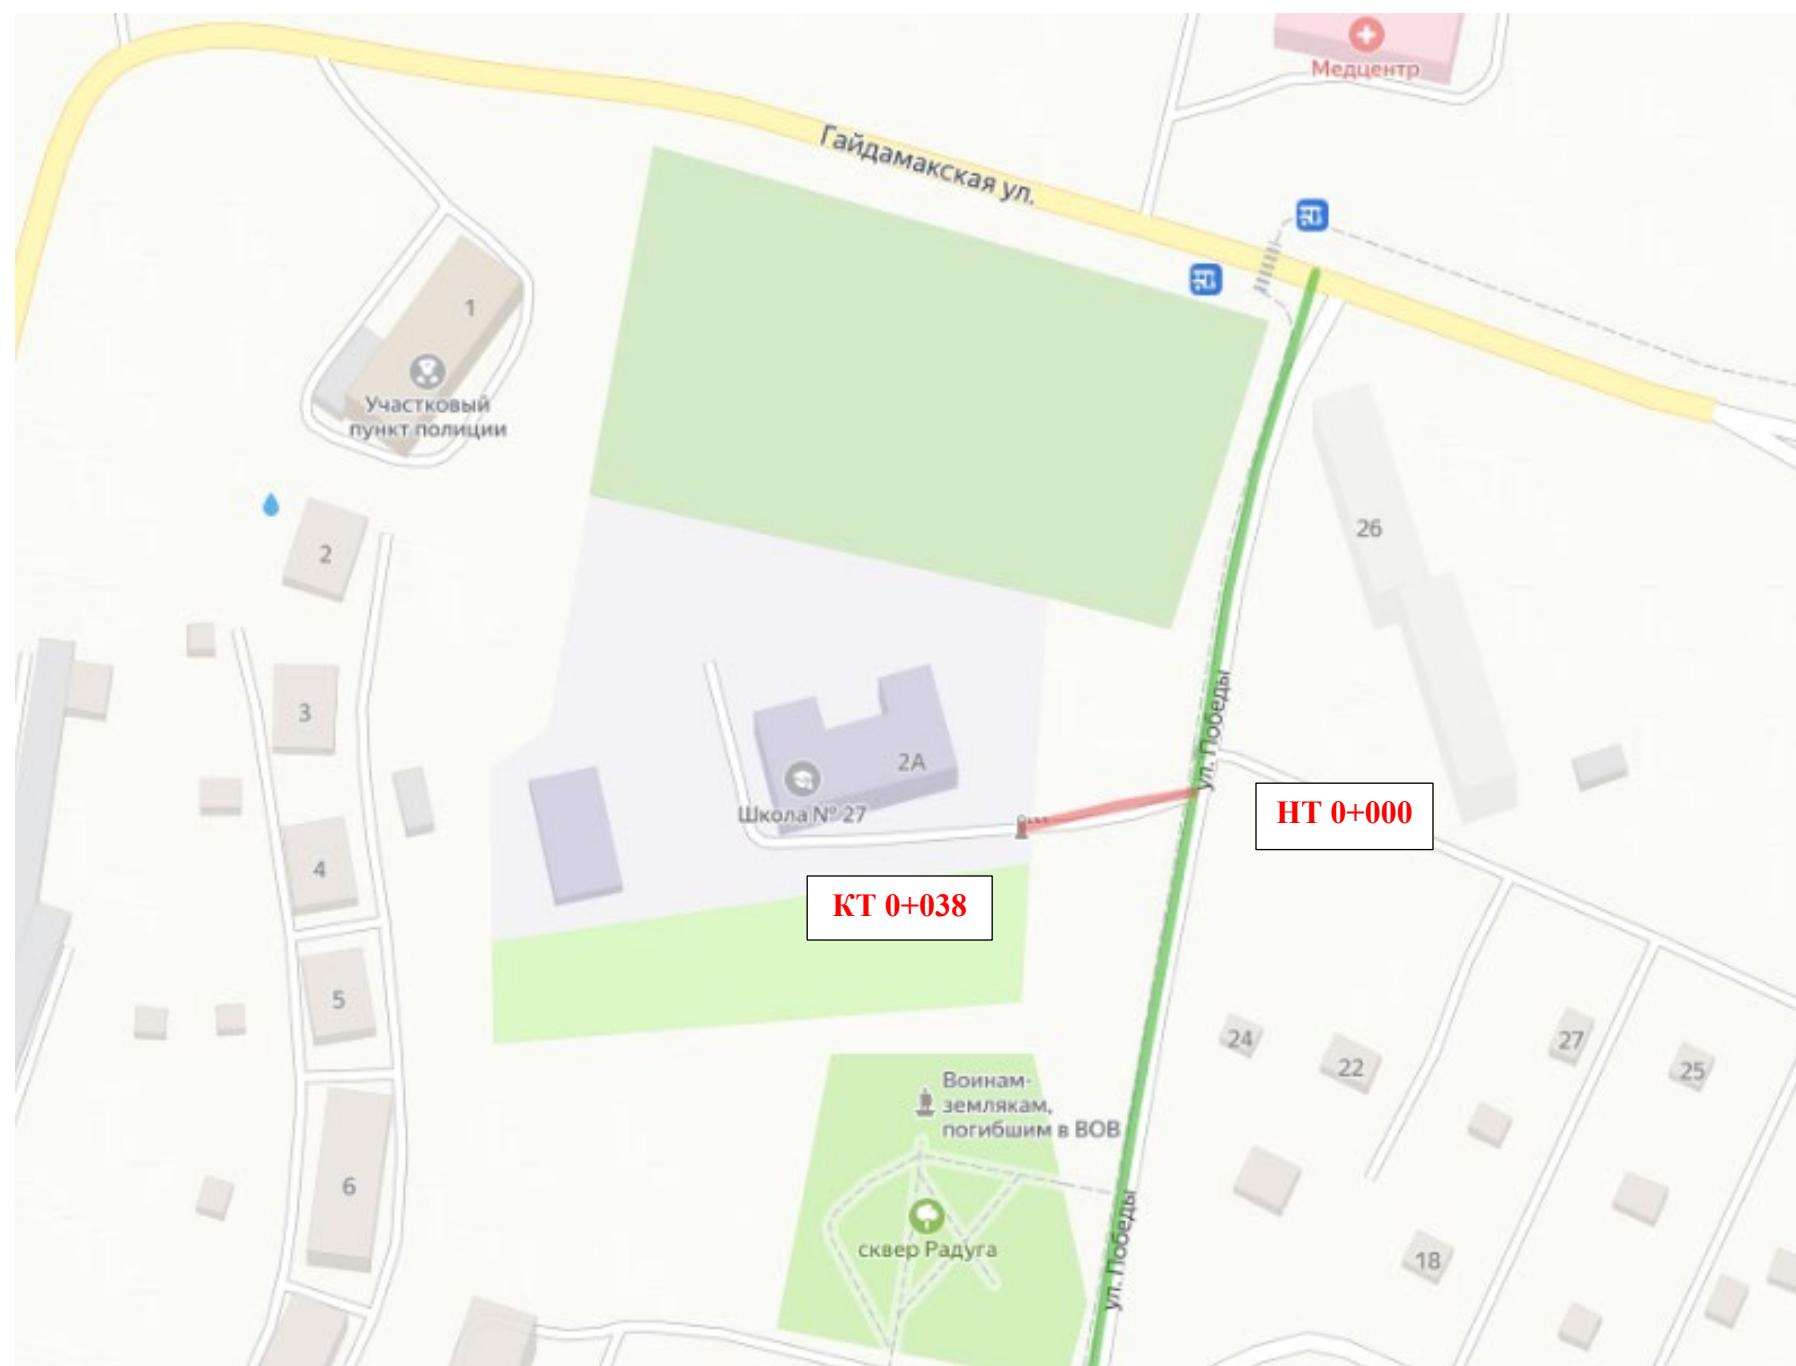 Медцентр
Гайдамакская ул.
1
Участковый
пункт полиции
2
26
3
ул. Победы
2А
Школа № 27
НТ 0+000
4
КТ 0+038
5
24
22
27
25
Воинам-
землякам,
погибшим в ВОВ
6
сквер Радуга
ул. Победы
18